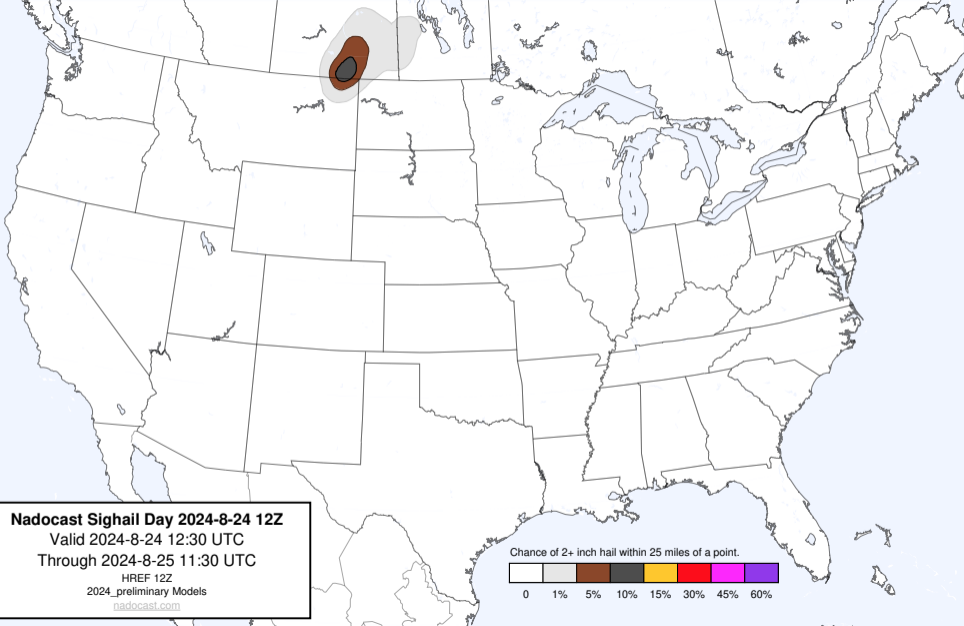 Nadocast Sighail Day 2024-8-24 12Z
Valid 2024-8-24 12:30 UTC
Through 2024-8-25 11:30 UTC
HREF 12Z
2024_preliminary Models
nadocast.com
Chance of 2+ inch hail within 25 miles of a point.
0 1% 5% 10% 15% 30% 45% 60%